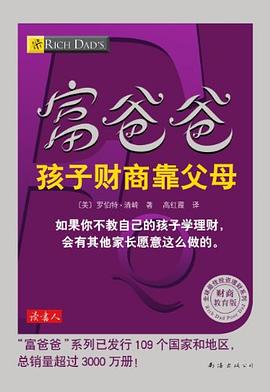 RICH DAD'S
富爸爸
孩子财商靠父母
〔美〕罗伯特·清崎 著 高红霞 译
如果你不教自己的孩子学理财，
会有其他家长愿意这么做的。
财商
教育版
Rich Dad Poor Dad
读书人
“富爸爸”系列已发行109个国家和地区，
总销量超过3000万册！
南海出版公司